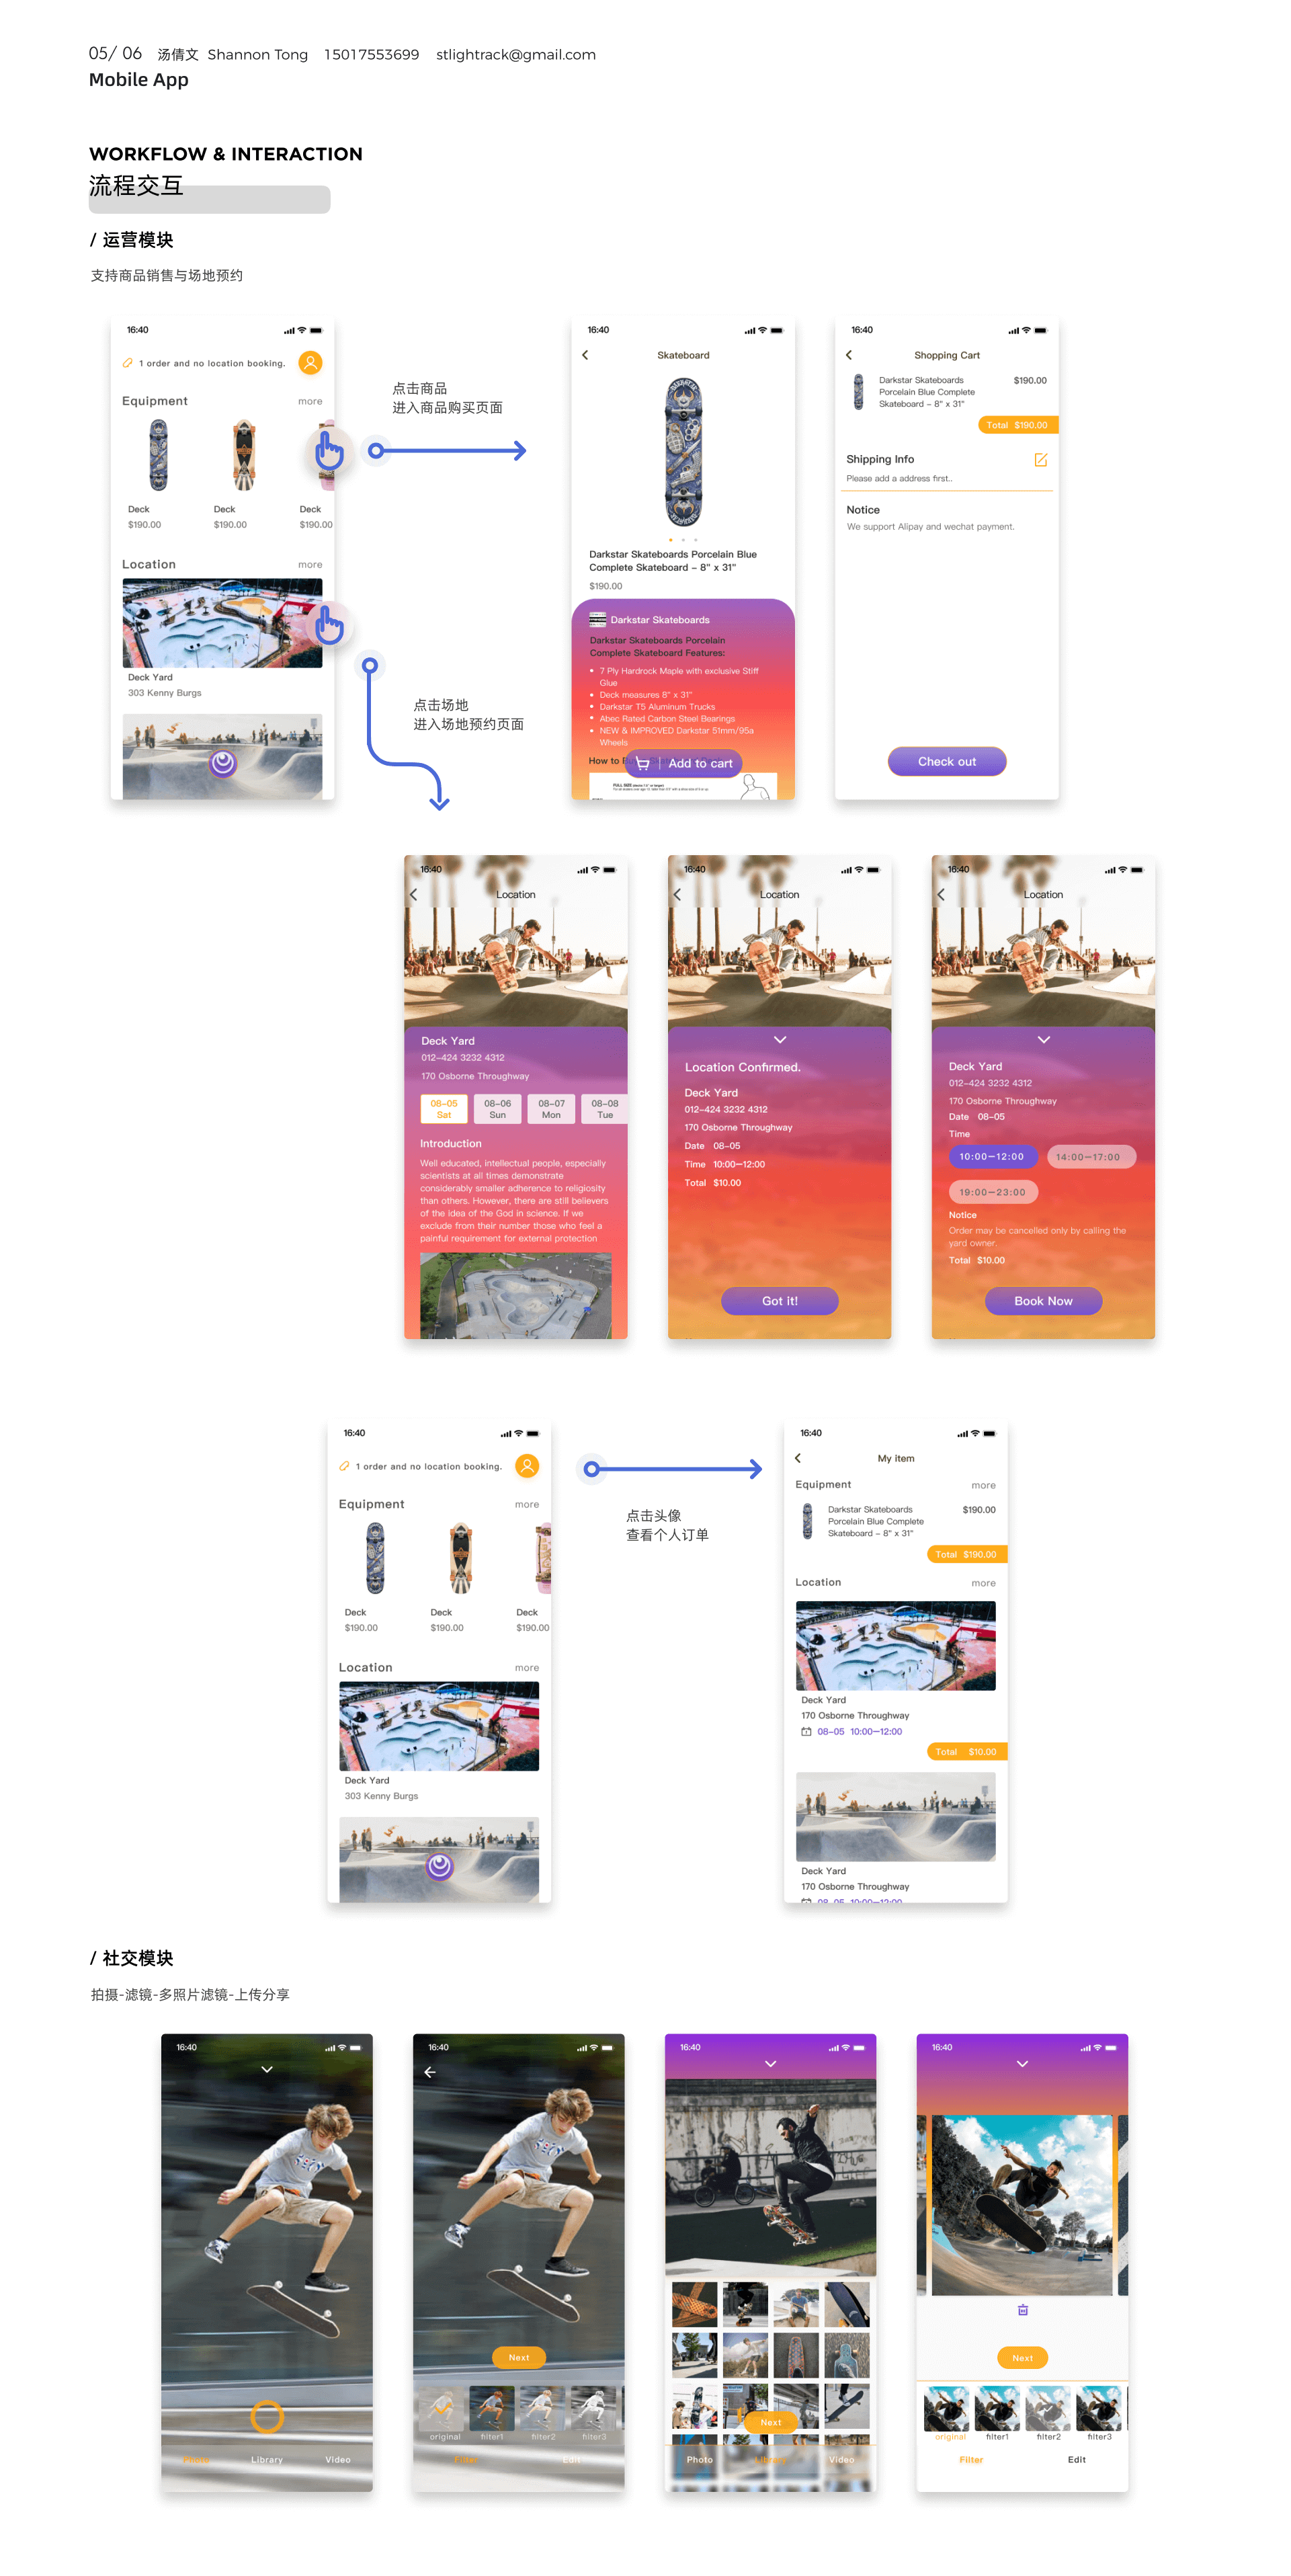 05/ 06 汤倩文 Shannon Tong 15017553699 stlightrack@gmail.com
Mobile App
WORKFLOW & INTERACTION
流程交互
/ 运营模块
支持商品销售与场地预约
16:40
1 order and no location booking.
Equipment more
Deck Deck Deck
$190.00 $190.00 $190.00
Location more
Deck Yard
303 Kenny Burgs
点击商品
进入商品购买页面
点击场地
进入场地预约页面
16:40
Skateboard
Darkstar Skateboards Porcelain Blue
Complete Skateboard – 8" x 31"
$190.00
Darkstar Skateboards
Darkstar Skateboards Porcelain
Complete Skateboard Features:
• 7 Ply Hardrock Maple with exclusive Stiff
Glue
• Deck measures 8" x 31"
• Darkstar T5 Aluminum Trucks
• Abec Rated Carbon Steel Bearings
• NEW & IMPROVED Darkstar 51mm/95a
Wheels
How to
Add to cart
16:40
Shopping Cart
Darkstar Skateboards $190.00
Porcelain Blue Complete
Skateboard – 8" x 31"
Total $190.00
Shipping Info
Please add a address first..
Notice
We support Alipay and wechat payment.
Check out
16:40
Location
Deck Yard
012-424 3232 4312
170 Osborne Throughway
08-05 08-06 08-07 08-08
Sat Sun Mon Tue
Introduction
Well educated, intellectual people, especially
scientists at all times demonstrate
considerably smaller adherence to religiosity
than others. However, there are still believers
of the idea of the God in science. If we
exclude from their number those who feel a
painful requirement for external protection
16:40
Location
Location Confirmed.
Deck Yard
012-424 3232 4312
170 Osborne Throughway
Date 08-05
Time 10:00—12:00
Total $10.00
Got it!
16:40
Location
Deck Yard
012-424 3232 4312
170 Osborne Throughway
Date 08-05
Time
10:00—12:00 14:00—17:00
19:00—23:00
Notice
Order may be cancelled only by calling the
yard owner.
Total $10.00
Book Now
16:40
1 order and no location booking.
Equipment more
Deck Deck Deck
$190.00 $190.00 $190.00
Location more
Deck Yard
303 Kenny Burgs
点击头像
查看个人订单
16:40
My item
Equipment more
Darkstar Skateboards $190.00
Porcelain Blue Complete
Skateboard – 8" x 31"
Total $190.00
Location more
Deck Yard
170 Osborne Throughway
08-05 10:00—12:00
Total $10.00
Deck Yard
170 Osborne Throughway
08-05 10:00—12:00
/ 社交模块
拍摄-滤镜-多照片滤镜-上传分享
16:40
Photo Library Video
16:40
Next
original filter1 filter2 filter3
Filter Edit
16:40
Next
Photo Library Video
16:40
Next
original filter1 filter2 filter3
Filter Edit